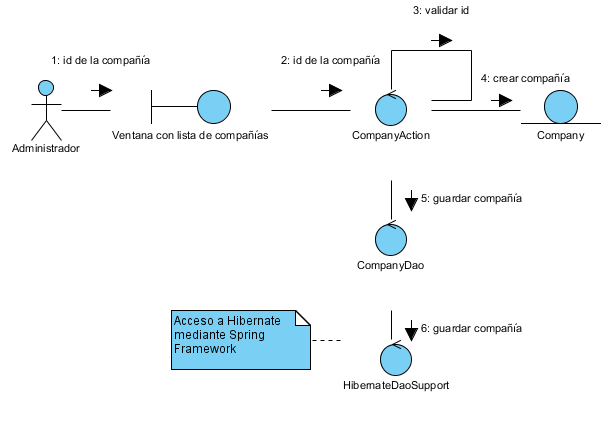 3: validar id
1: id de la compañía
2: id de la compañía
4: crear compañía
Administrador
Ventana con lista de compañías
CompanyAction
Company
5: guardar compañía
CompanyDao
Acceso a Hibernate
mediante Spring
Framework
6: guardar compañía
HibernateDaoSupport